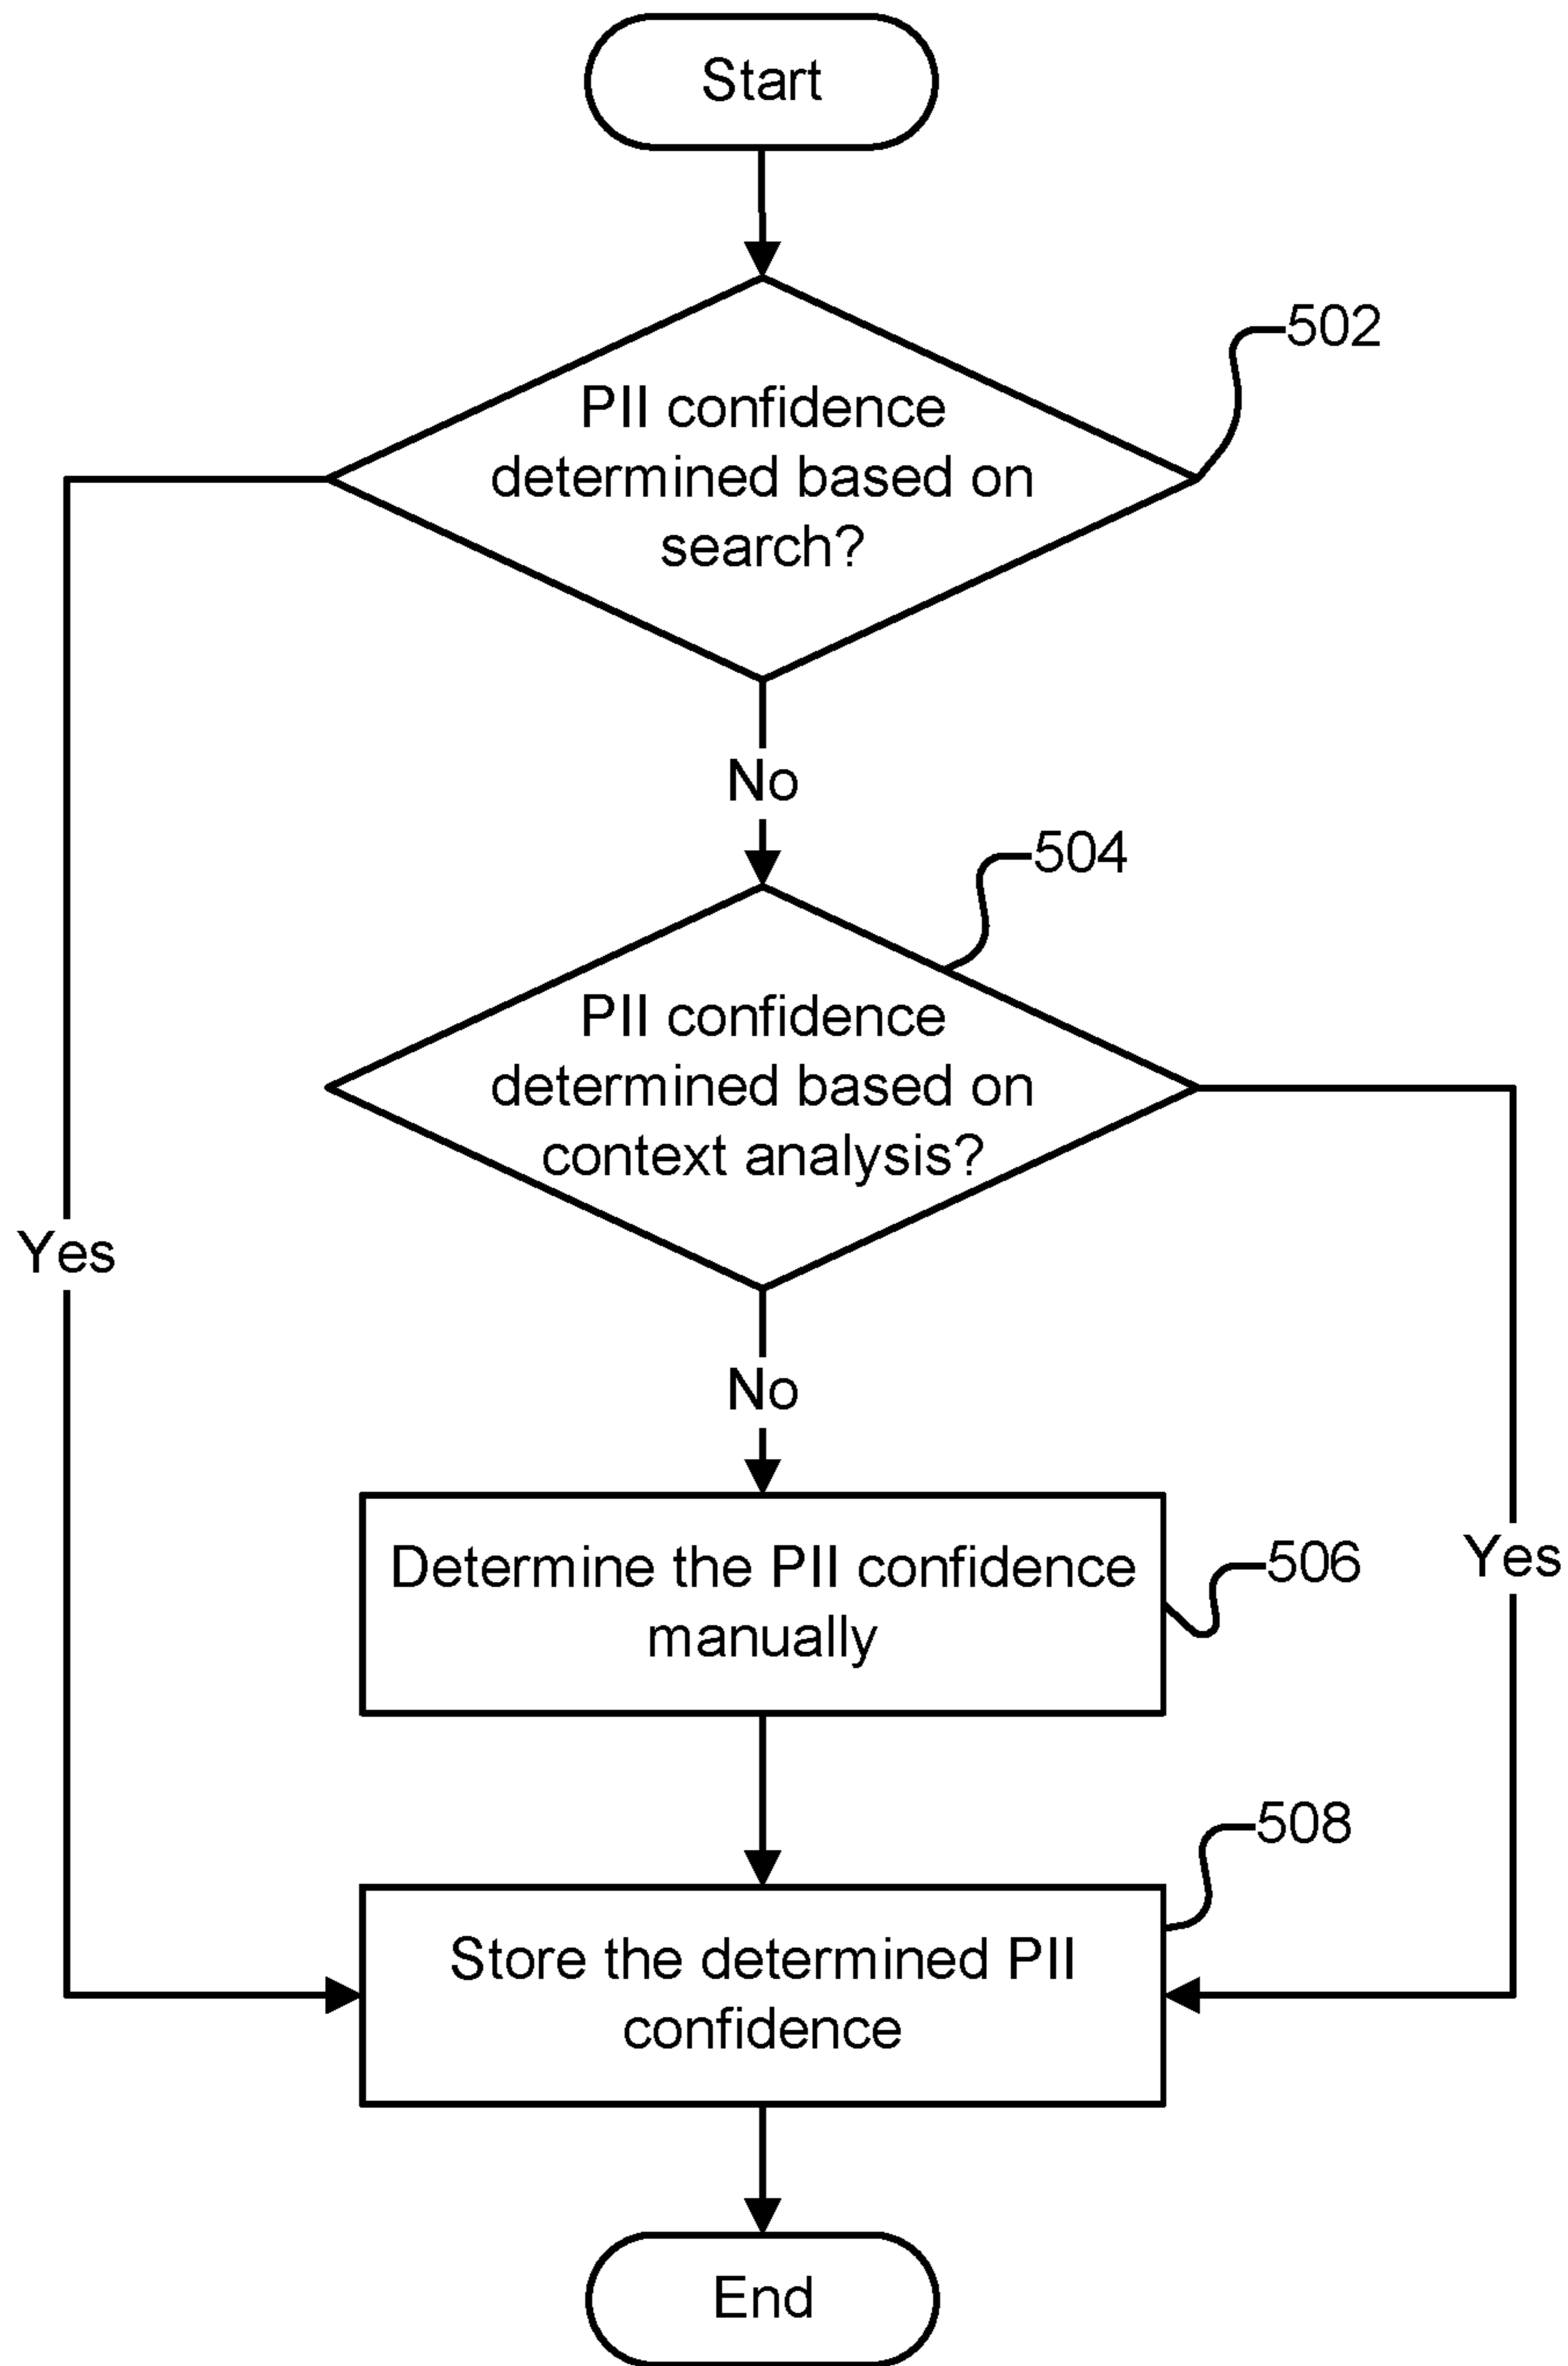 Start
502
PII confidence
determined based on
search?
No
504
PII confidence
determined based on
context analysis?
Yes
No
Determine the PII confidence
manually
506
Yes
508
Store the determined PII
confidence
End